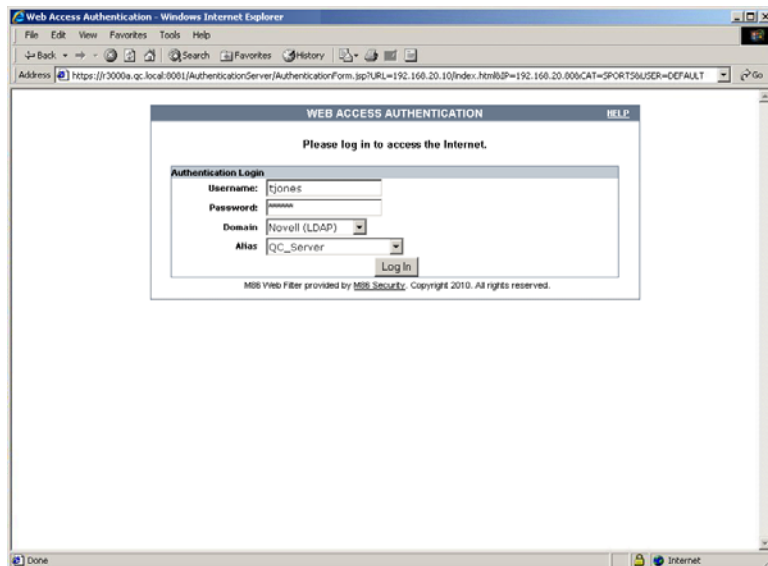 Web Access Authentication - Windows Internet Explorer
File Edit View Favorites Tools Help
Back Search Favorites History
Address https://r3000a.qc.local:8081/AuthenticationServer/AuthenticationForm.jsp?URL=192.168.20.10/index.html&IP=192.168.20.80&CAT=SPORTS&USER=DEFAULT Go
WEB ACCESS AUTHENTICATION HELP
Please log in to access the Internet.
Authentication Login
Username: tjones
Password: ******
Domain Novell (LDAP)
Alias QC_Server
Log In
M86 Web Filter provided by M86 Security. Copyright 2010. All rights reserved.
Done Internet